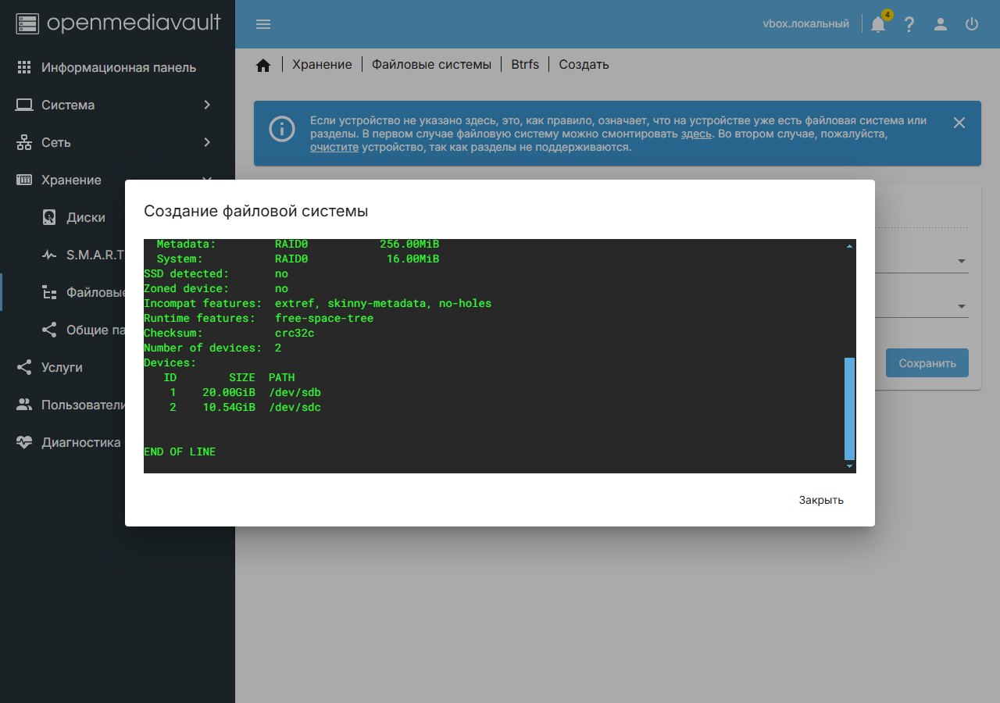 openmediavault
vbox.локальный
4
Информационная панель
Система
Сеть
Хранение
Диски
S.M.A.R.T
Файловые
Общие па
Услуги
Пользователи
Диагностика
Хранение
Файловые системы
Btrfs
Создать
Если устройство не указано здесь, это, как правило, означает, что на устройстве уже есть файловая система или
разделы. В первом случае файловую систему можно смонтировать здесь. Во втором случае, пожалуйста,
очистите устройство, так как разделы не поддерживаются.
Создание файловой системы
Metadata: RAID0 256.00MiB
System: RAID0 16.00MiB
SSD detected: no
Zoned device: no
Incompat features: extref, skinny-metadata, no-holes
Runtime features: free-space-tree
Checksum: crc32c
Number of devices: 2
Devices:
ID SIZE PATH
1 20.00GiB /dev/sdb
2 10.54GiB /dev/sdc
END OF LINE
Закрыть
Сохранить